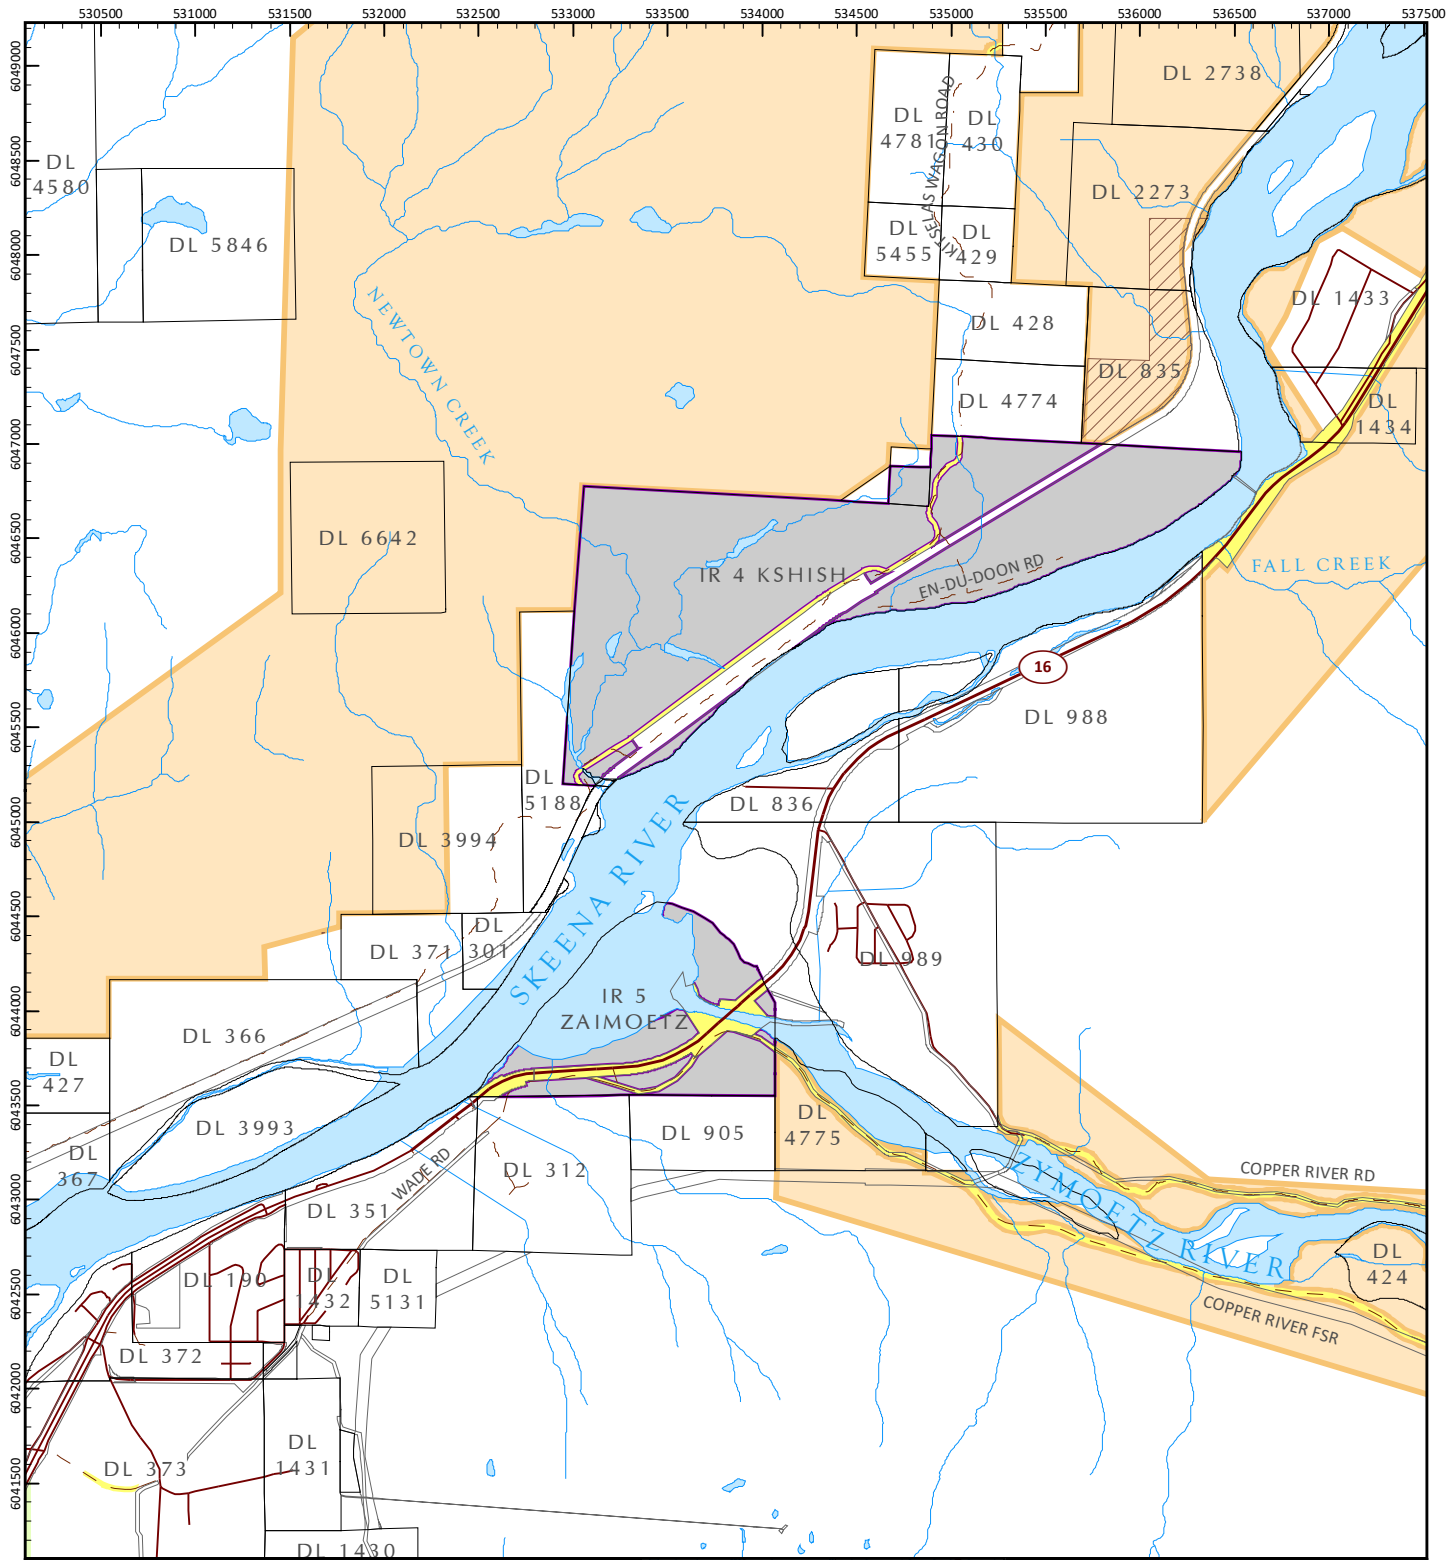 530500 531000 531500 532000 532500 533000 533500 534000 534500 535000 535500 536000 536500 537000 537500
6049000
6048500
6048000
6047500
6047000
6046500
6046000
6045500
6045000
6044500
6044000
6043500
6043000
6042500
6042000
6041500
DL 2738
DL
4781
DL
430
KITSELAS WAGON ROAD
DL
4580
DL 2273
DL 5846
DL
5455
DL
429
DL 1433
NEWTOWN CREEK
DL 428
DL 835
DL 4774
DL
1434
DL 6642
IR 4 KSHISH
EN-DU-DOON RD
FALL CREEK
16
DL 988
DL
5188
DL 836
DL 3994
SKEENA RIVER
DL 371
DL
301
DL 989
IR 5
ZAIMOETZ
DL 366
DL
427
DL 3993
DL 905
DL
4775
DL
367
WADE RD
DL 312
ZYMOETZ RIVER
COPPER RIVER RD
DL 351
DL 190
DL
1432
DL
5131
DL
424
COPPER RIVER FSR
DL 372
DL 373
DL
1431
DL 1430